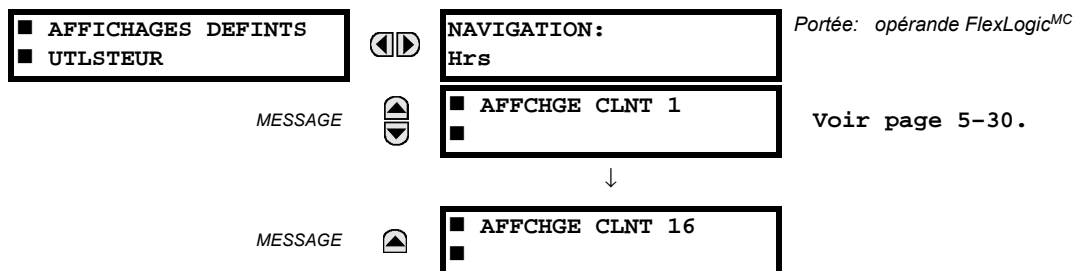 ■ AFFICHAGES DEFINTS
■ UTLSTEUR
NAVIGATION:
Hrs
Portée: opérande FlexLogicMC
MESSAGE
■ AFFCHGE CLNT 1
■
Voir page 5-30.
↓
MESSAGE
■ AFFCHGE CLNT 16
■